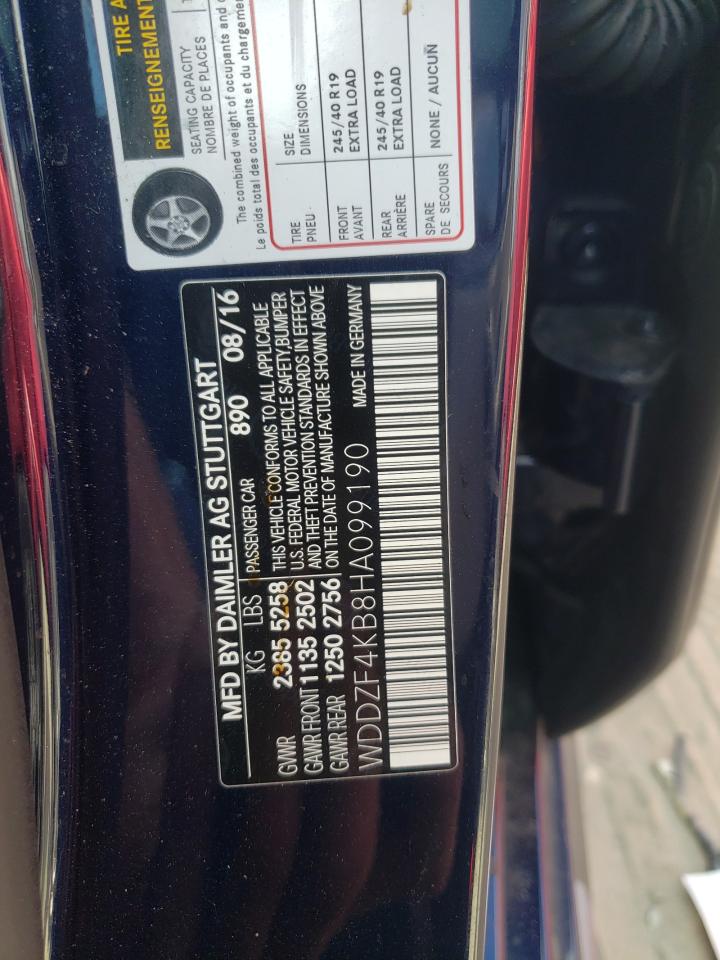 TIRE A
RENSEIGNEMENT
SEATING CAPACITY
NOMBRE DE PLACES
The combined weight of occupants and
Le poids total des occupants et du chargement
TIRE SIZE
PNEU DIMENSIONS
FRONT 245/40 R19
AVANT EXTRA LOAD
REAR 245/40 R19
ARRIÈRE EXTRA LOAD
SPARE NONE / AUCUN
DE SECOURS
MFD BY DAIMLER AG STUTTGART
KG LBS PASSENGER CAR 890 08/16
GVWR 2385 5258 THIS VEHICLE CONFORMS TO ALL APPLICABLE
GAWR FRONT 1135 2502 U.S. FEDERAL MOTOR VEHICLE SAFETY,BUMPER
GAWR REAR 1250 2756 AND THEFT PREVENTION STANDARDS IN EFFECT
ON THE DATE OF MANUFACTURE SHOWN ABOVE
WDDZF4KB8HA099190 MADE IN GERMANY